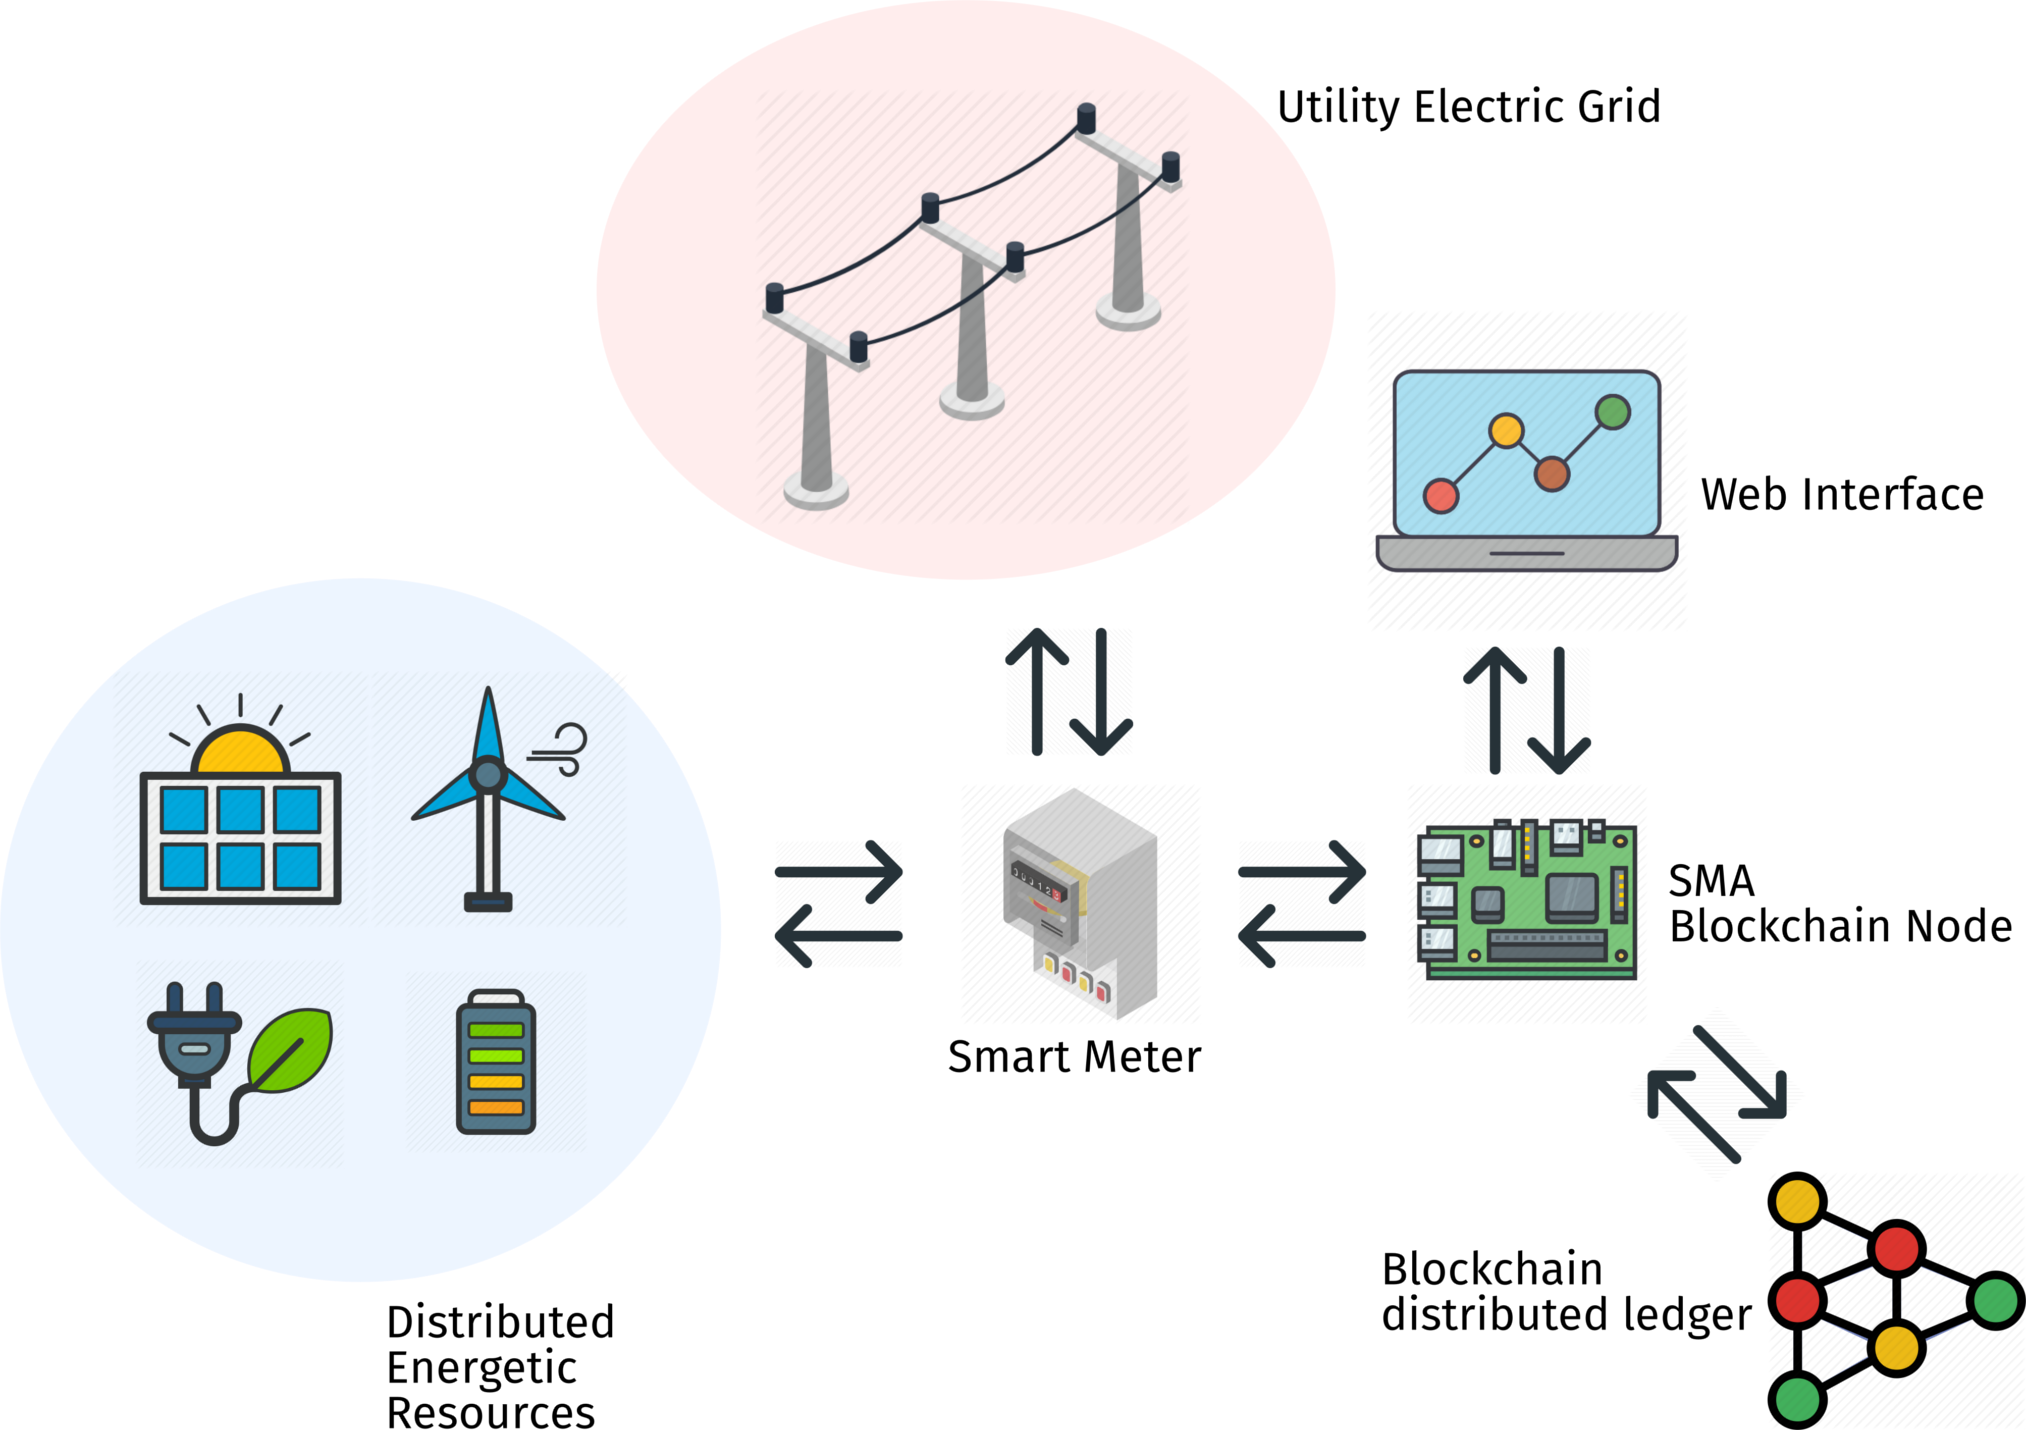 Utility Electric Grid
Web Interface
SMA
Blockchain Node
Smart Meter
Blockchain
distributed ledger
Distributed
Energetic
Resources